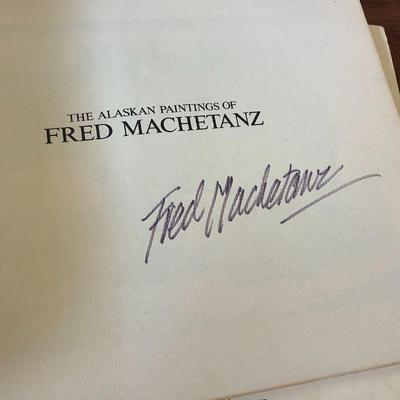 THE ALASKAN PAINTINGS OF
FRED MACHETANZ
Fred Machetanz